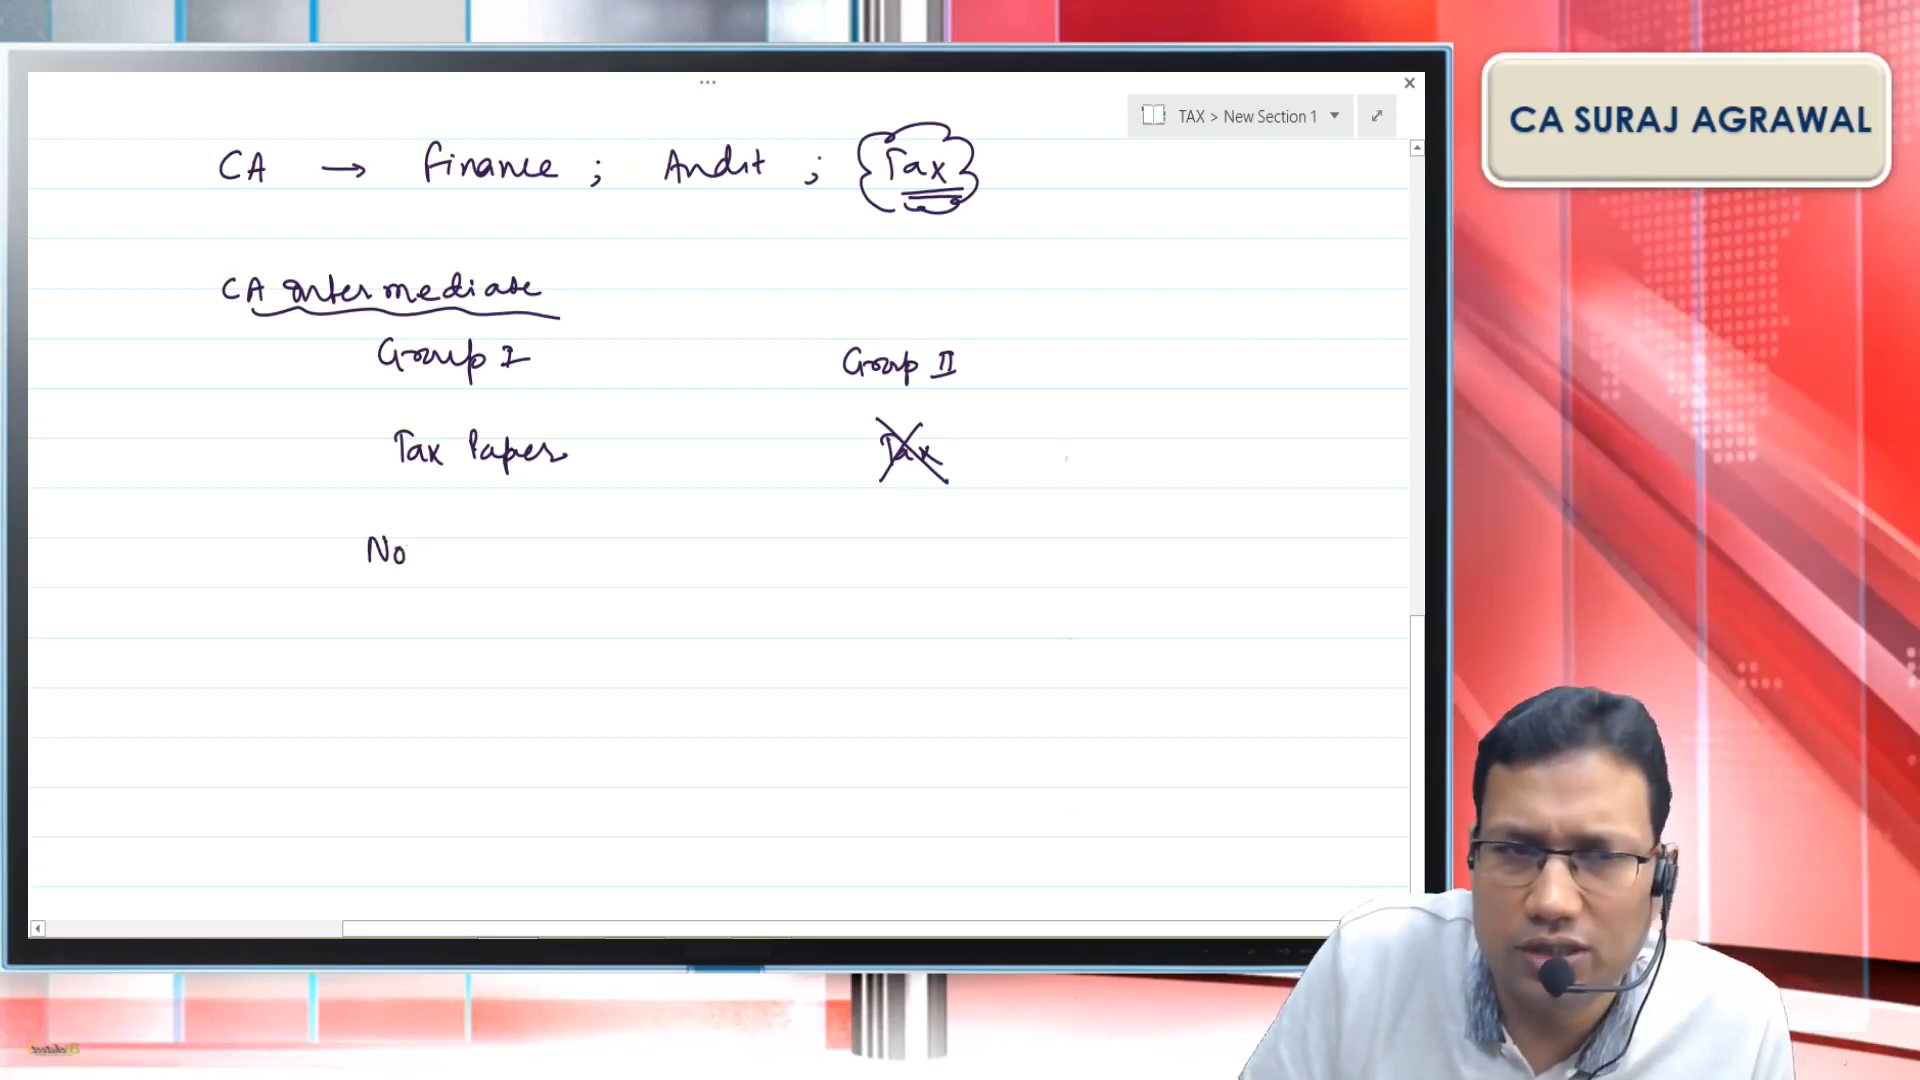 CA SURAJ AGRAWAL
TAX > New Section 1
CA → Finance ; Audit ; Tax
CA Intermediate
Group I Group II
Tax Paper Tax
No